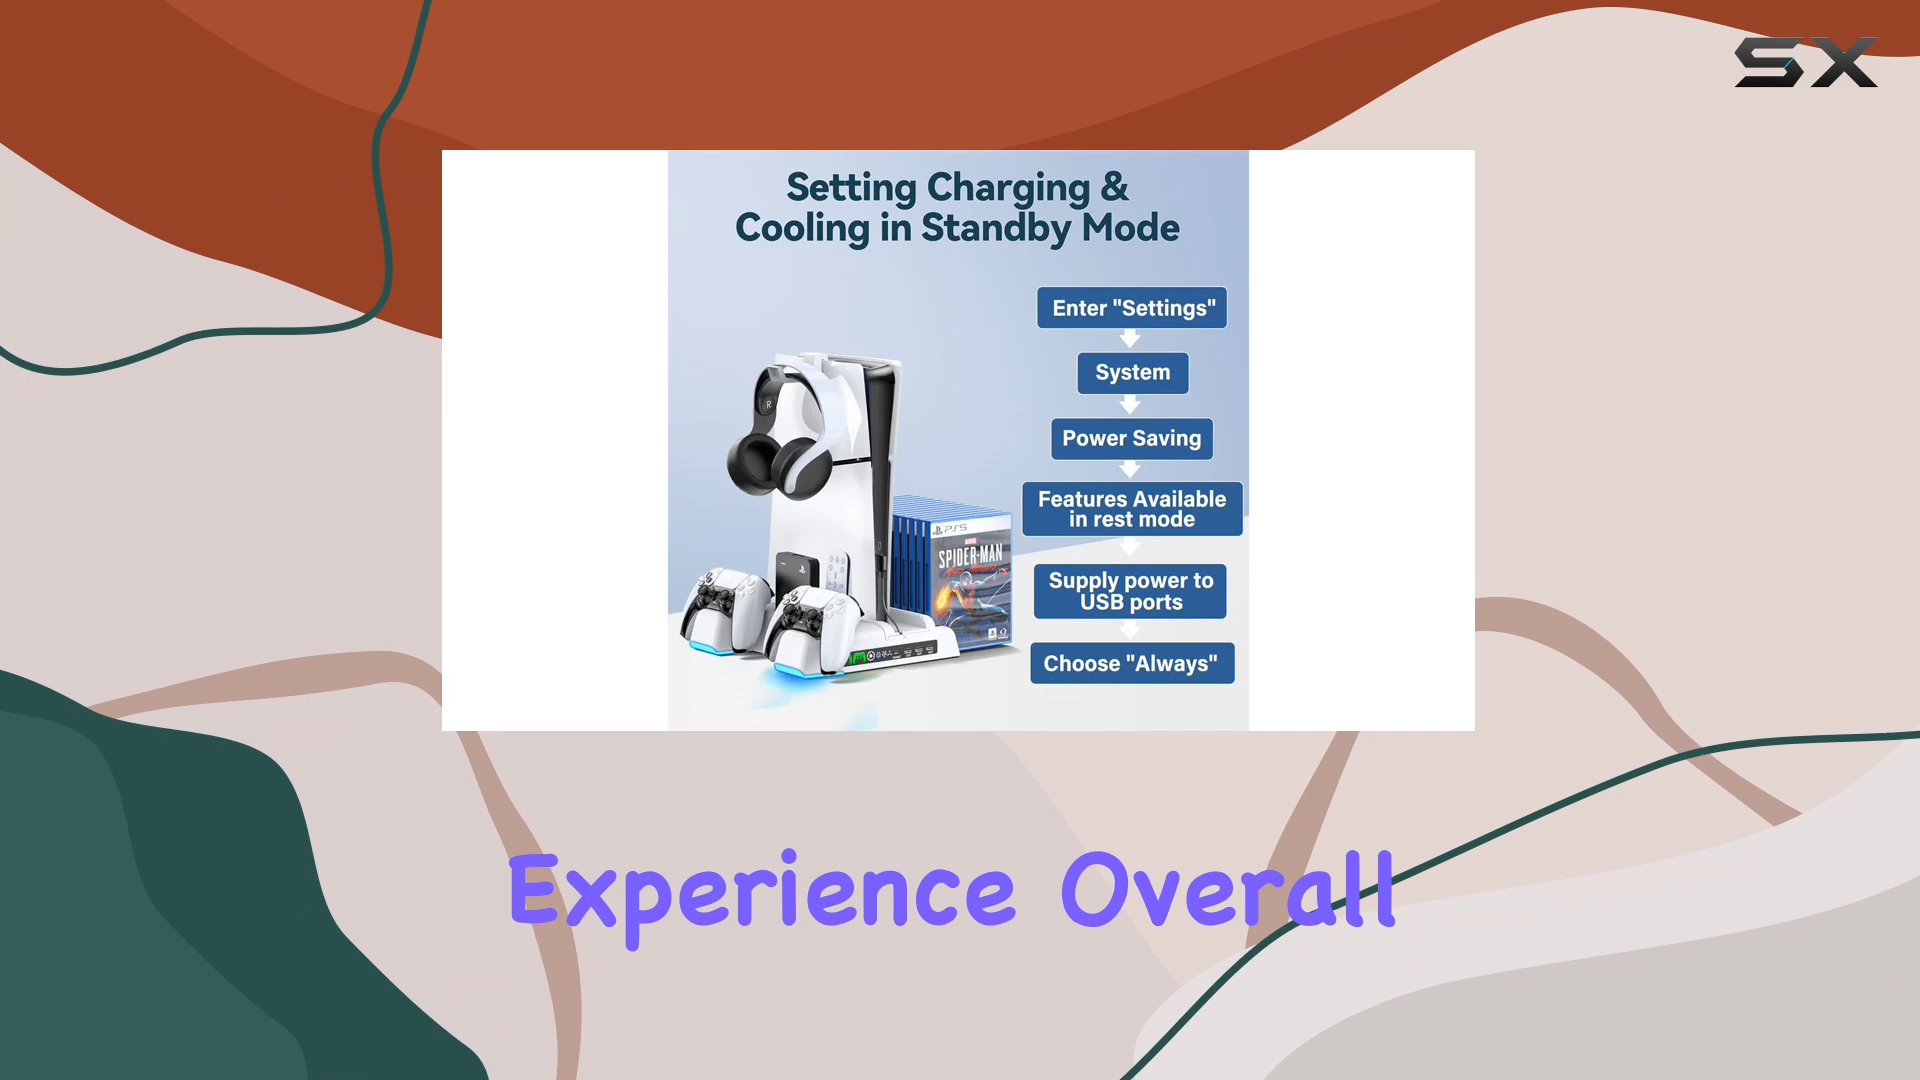 SX
Setting Charging &
Cooling in Standby Mode
Enter "Settings"
System
Power Saving
Features Available
in rest mode
Supply power to
USB ports
Choose "Always"
R
PS5
MARVEL
SPIDER-MAN
Experience Overall